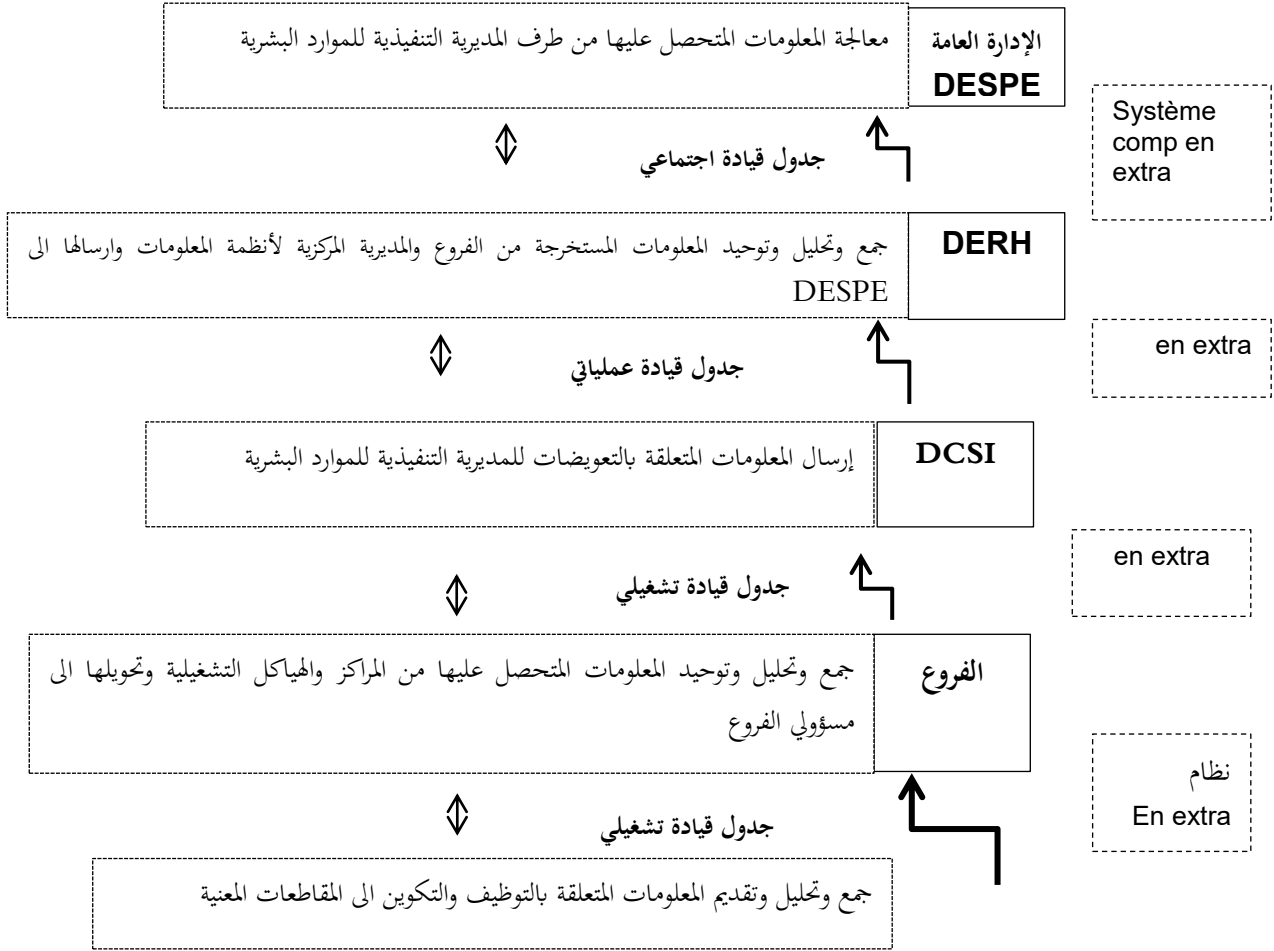 الإدارة العامة
DESPE
معالجة المعلومات المتحصل عليها من طرف المديرية التنفيذية للموارد البشرية
Système
comp en
extra
جدول قيادة اجتماعي
DERH
جمع وتحليل وتوحيد المعلومات المستخرجة من الفروع والمديرية المركزية لأنظمة المعلومات وارسالها الى
DESPE
en extra
جدول قيادة عملياتي
DCSI
إرسال المعلومات المتعلقة بالتعويضات للمديرية التنفيذية للموارد البشرية
en extra
جدول قيادة تشغيلي
الفروع
جمع وتحليل وتوحيد المعلومات المتحصل عليها من المراكز والهياكل التشغيلية وتحويلها الى
مسؤولي الفروع
نظام
En extra
جدول قيادة تشغيلي
جمع وتحليل وتقديم المعلومات المتعلقة بالتوظيف والتكوين الى المقاطعات المعنية